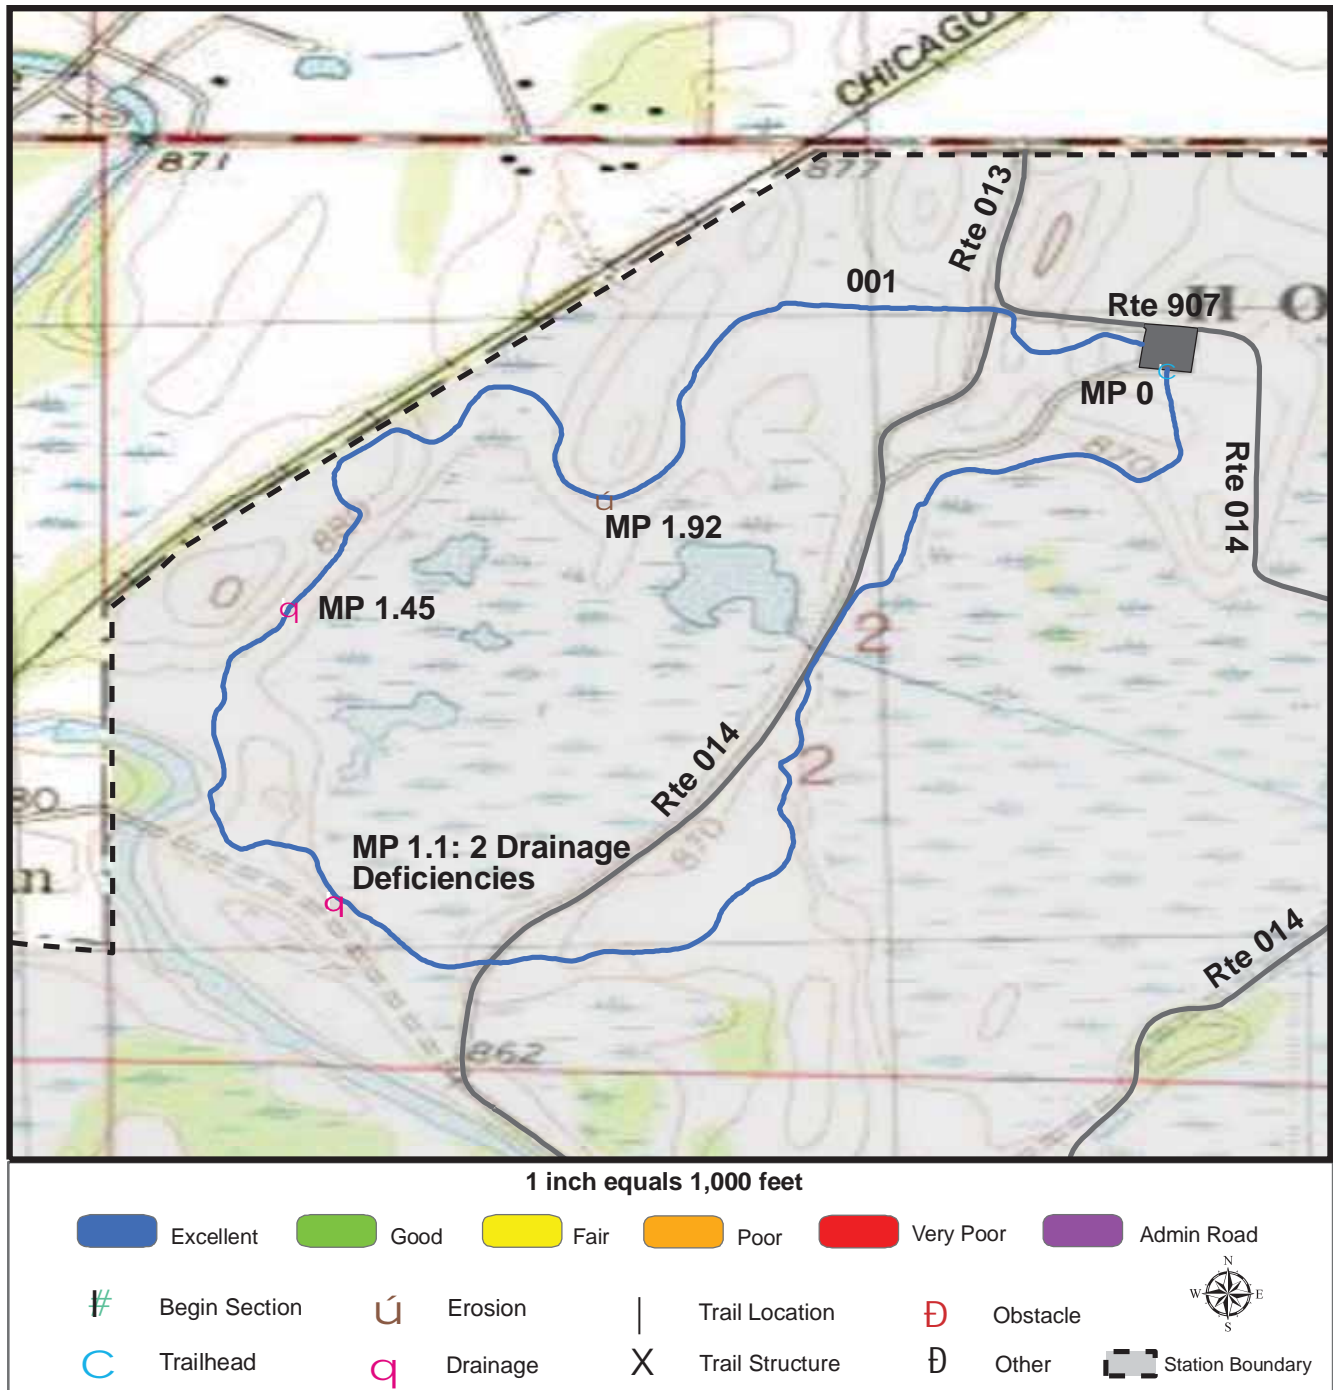 CHICAGO
871
877
Rte 013
001
Rte 907
H O
MP 0
870
Rte 014
MP 1.92
MP 1.45
2
Rte 014
2
80
MP 1.1: 2 Drainage
Deficiencies
870
n
Rte 014
862
1 inch equals 1,000 feet
Excellent
Good
Fair
Poor
Very Poor
Admin Road
# Begin Section
ú Erosion
| Trail Location
Đ Obstacle
N
W E
S
C Trailhead
q Drainage
X Trail Structure
Đ Other
Station Boundary